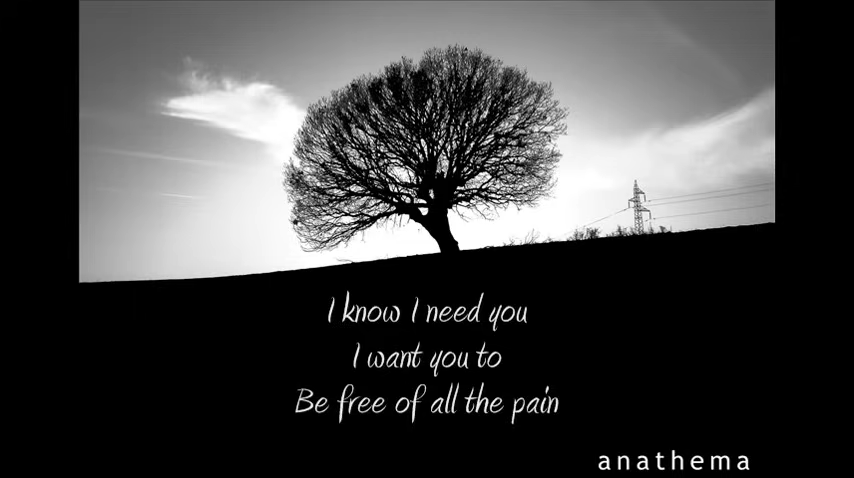 I know I need you
I want you to
Be free of all the pain
anathema